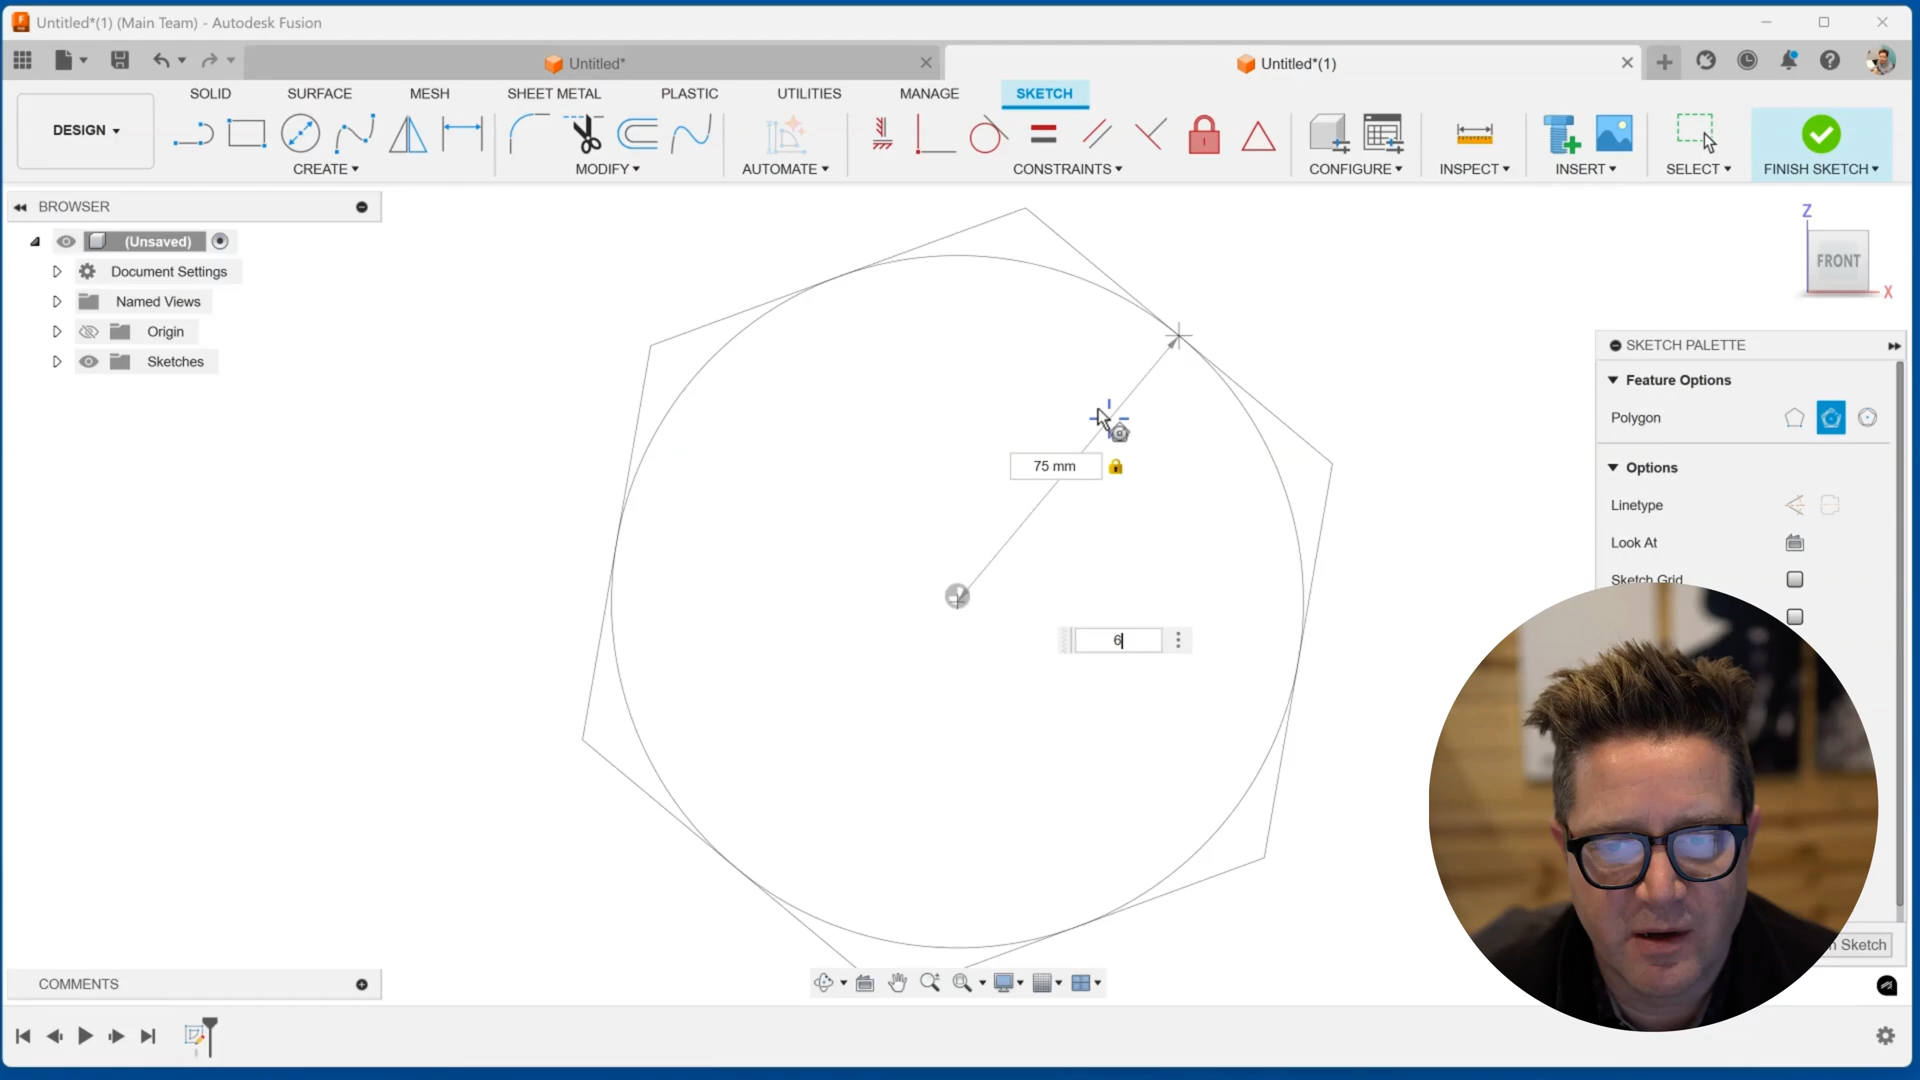 Untitled*(1) (Main Team) - Autodesk Fusion
Untitled*
Untitled*(1)
SOLID
SURFACE
MESH
SHEET METAL
PLASTIC
UTILITIES
MANAGE
SKETCH
DESIGN
CREATE
MODIFY
AUTOMATE
CONSTRAINTS
CONFIGURE
INSPECT
INSERT
SELECT
FINISH SKETCH
BROWSER
(Unsaved)
Document Settings
Named Views
Origin
Sketches
Z
FRONT
X
SKETCH PALETTE
Feature Options
Polygon
Options
Linetype
Look At
Sketch Grid
75 mm
6
Sketch
COMMENTS